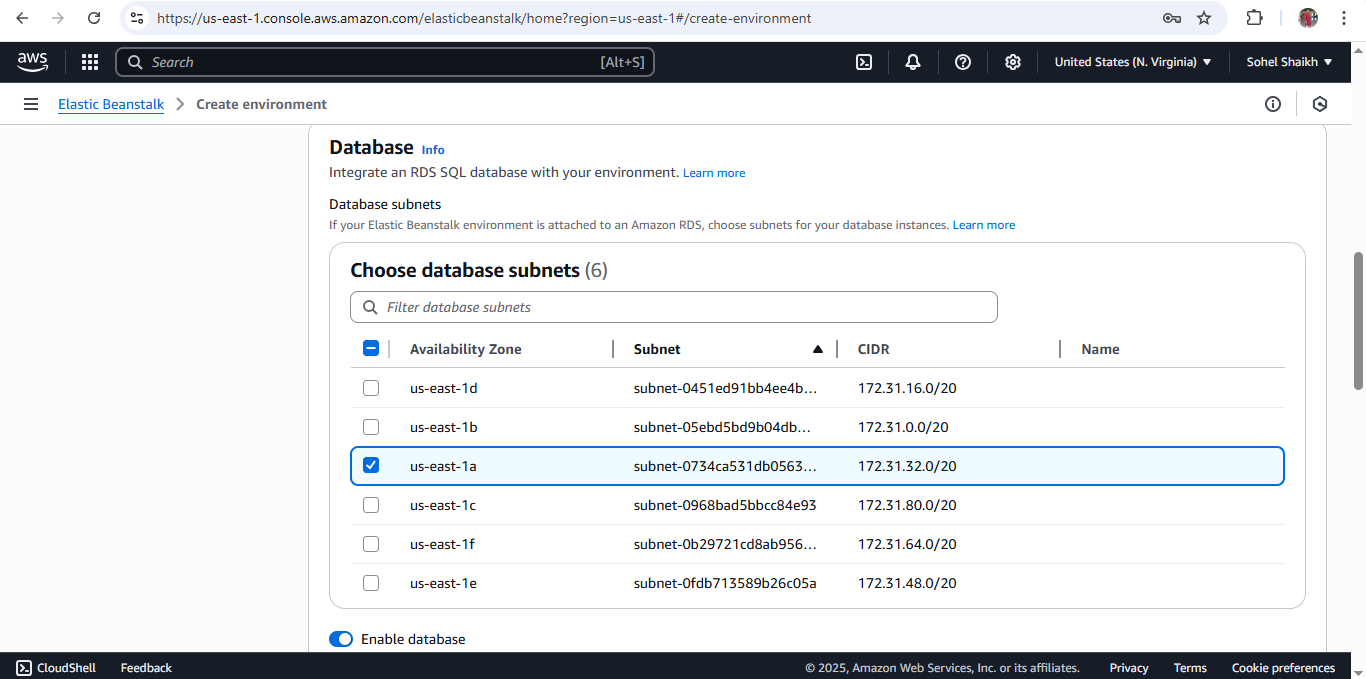 https://us-east-1.console.aws.amazon.com/elasticbeanstalk/home?region=us-east-1#/create-environment
aws
Search [Alt+S] United States (N. Virginia) ▼ Sohel Shaikh ▼
Elastic Beanstalk > Create environment
Database Info
Integrate an RDS SQL database with your environment. Learn more
Database subnets
If your Elastic Beanstalk environment is attached to an Amazon RDS, choose subnets for your database instances. Learn more
Choose database subnets (6)
Filter database subnets
Availability Zone Subnet ▲ CIDR Name
us-east-1d subnet-0451ed91bb4ee4b... 172.31.16.0/20
us-east-1b subnet-05ebd5bd9b04db... 172.31.0.0/20
us-east-1a subnet-0734ca531db0563... 172.31.32.0/20
us-east-1c subnet-0968bad5bbcc84e93 172.31.80.0/20
us-east-1f subnet-0b29721cd8ab956... 172.31.64.0/20
us-east-1e subnet-0fdb713589b26c05a 172.31.48.0/20
Enable database
CloudShell Feedback © 2025, Amazon Web Services, Inc. or its affiliates. Privacy Terms Cookie preferences